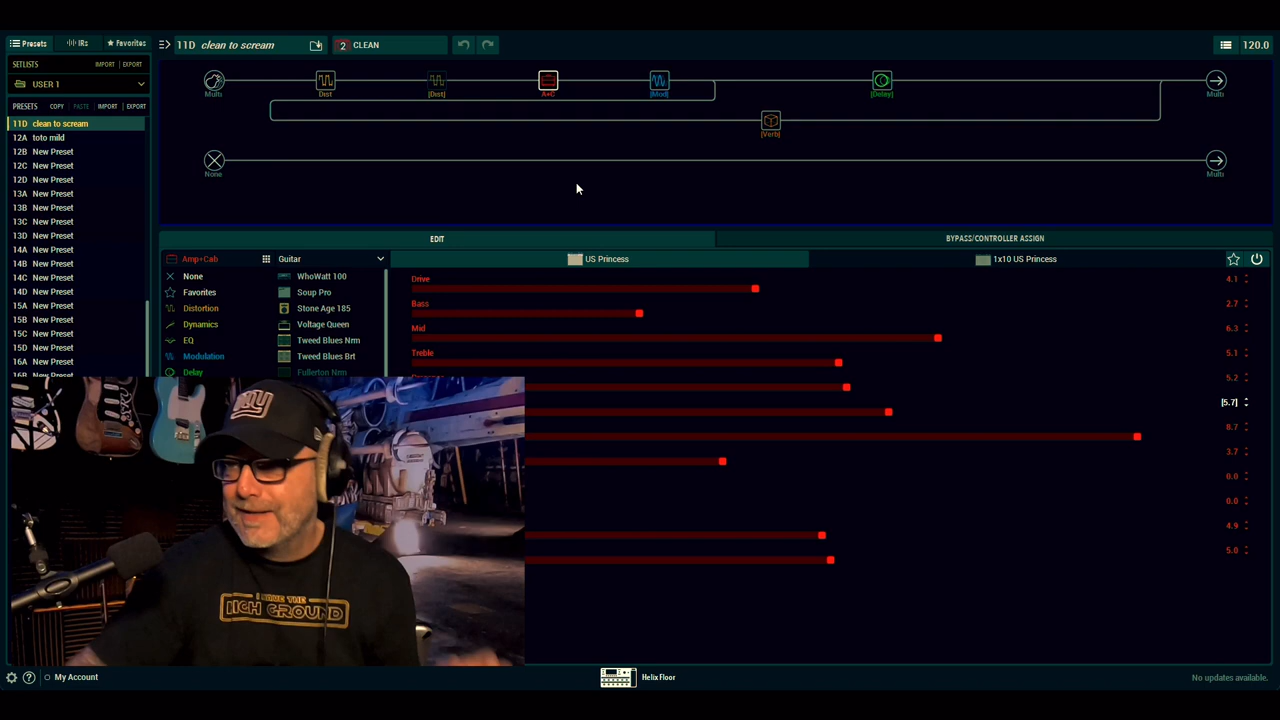 Presets
IRs
Favorites
11D clean to scream
2 CLEAN
120.0
SETLISTS
IMPORT
EXPORT
USER 1
PRESETS
COPY
PASTE
IMPORT
EXPORT
11D clean to scream
12A toto mild
12B New Preset
12C New Preset
12D New Preset
13A New Preset
13B New Preset
13C New Preset
13D New Preset
14A New Preset
14B New Preset
14C New Preset
14D New Preset
15A New Preset
15B New Preset
15C New Preset
15D New Preset
16A New Preset
16B New Preset
Multi
Dist
[Dist]
A+C
[Mod]
[Delay]
Multi
[Verb]
None
Multi
EDIT
BYPASS/CONTROLLER ASSIGN
Amp+Cab
Guitar
US Princess
1x10 US Princess
None
Favorites
Distortion
Dynamics
EQ
Modulation
Delay
WhoWatt 100
Soup Pro
Stone Age 185
Voltage Queen
Tweed Blues Nrm
Tweed Blues Brt
Fullerton Nrm
Drive
4.1
Bass
2.7
Mid
6.3
Treble
5.1
5.2
[5.7]
8.7
3.7
0.0
0.0
4.9
5.0
NY
I HAVE THE
HIGH GROUND
My Account
Helix Floor
No updates available.